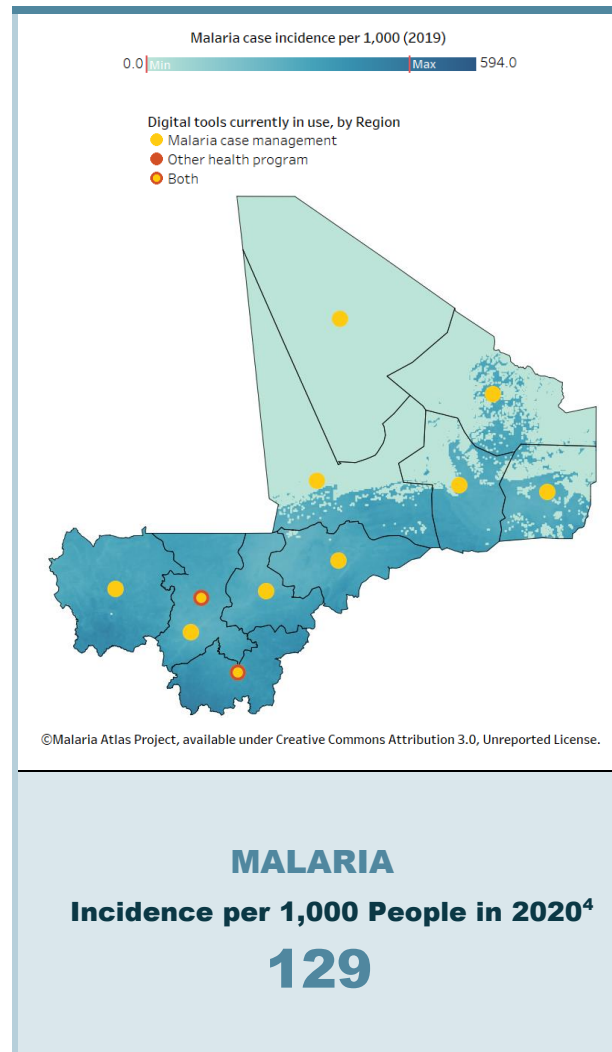 Malaria case incidence per 1,000 (2019)
0.0 Min Max 594.0
Digital tools currently in use, by Region
Malaria case management
Other health program
Both
©Malaria Atlas Project, available under Creative Commons Attribution 3.0, Unreported License.
MALARIA
Incidence per 1,000 People in 2020⁴
129